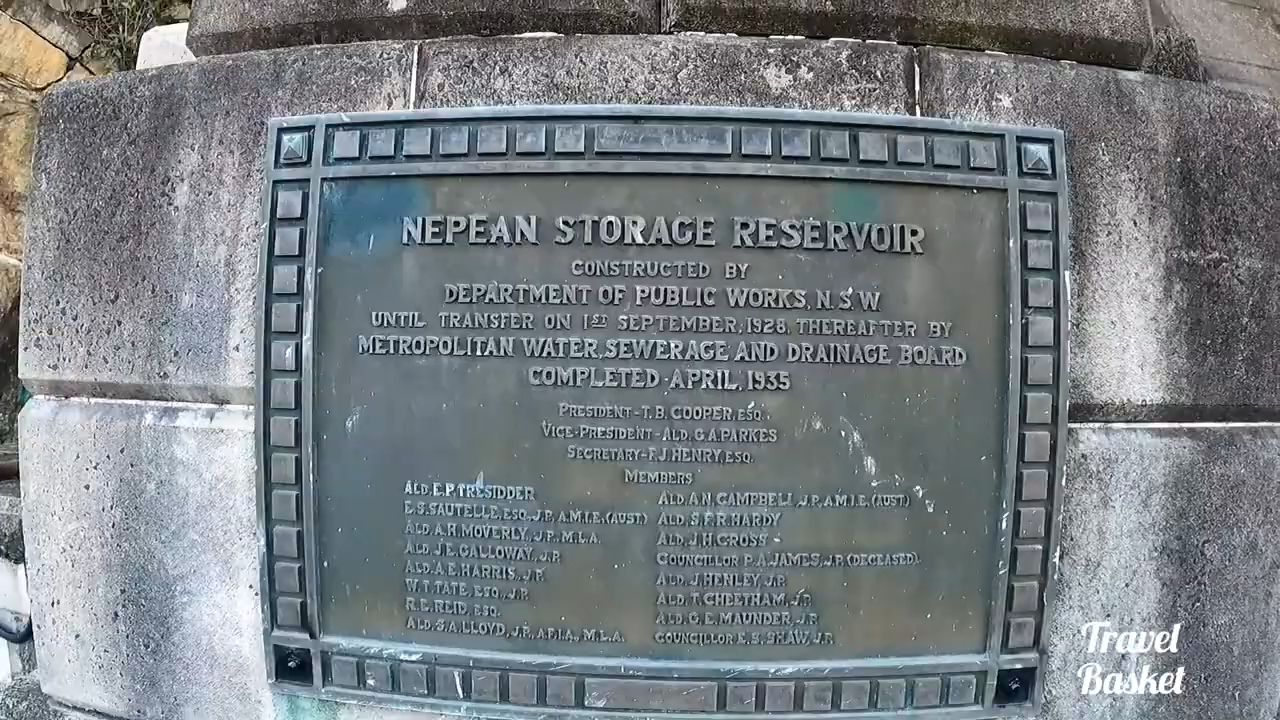 NEPEAN STORAGE RESERVOIR
CONSTRUCTED BY
DEPARTMENT OF PUBLIC WORKS, N.S.W
UNTIL TRANSFER ON 1ST SEPTEMBER, 1928, THEREAFTER BY
METROPOLITAN WATER, SEWERAGE AND DRAINAGE BOARD
COMPLETED APRIL, 1935
PRESIDENT - T. B. COOPER, ESQ.
VICE-PRESIDENT - ALD. G. A. PARKES
SECRETARY - F. J. HENRY, ESQ.
MEMBERS
ALD. E. P. TRESIDDER
E. S. SAUTELLE, ESQ., J.P., A.M.I.E. (AUST.)
ALD. A. H. MOVERLY, J.P., M.L.A.
ALD. J. E. GALLOWAY, J.P.
ALD. A. E. HARRIS, J.P.
W. T. TATE, ESQ., J.P.
R. E. REID, ESQ.
ALD. S. A. LLOYD, J.P., A.F.I.A., M.L.A.
ALD. A. N. CAMPBELL, J.P., A.M.I.E. (AUST.)
ALD. S. F. R. HARDY
ALD. J. H. CROSS
COUNCILLOR P. A. JAMES, J.P. (DECEASED).
ALD. J. HENLEY, J.P.
ALD. T. CHEETHAM, J.P.
ALD. G. E. MAUNDER, J.P.
COUNCILLOR E. S. SHAW, J.P.
Travel
Basket